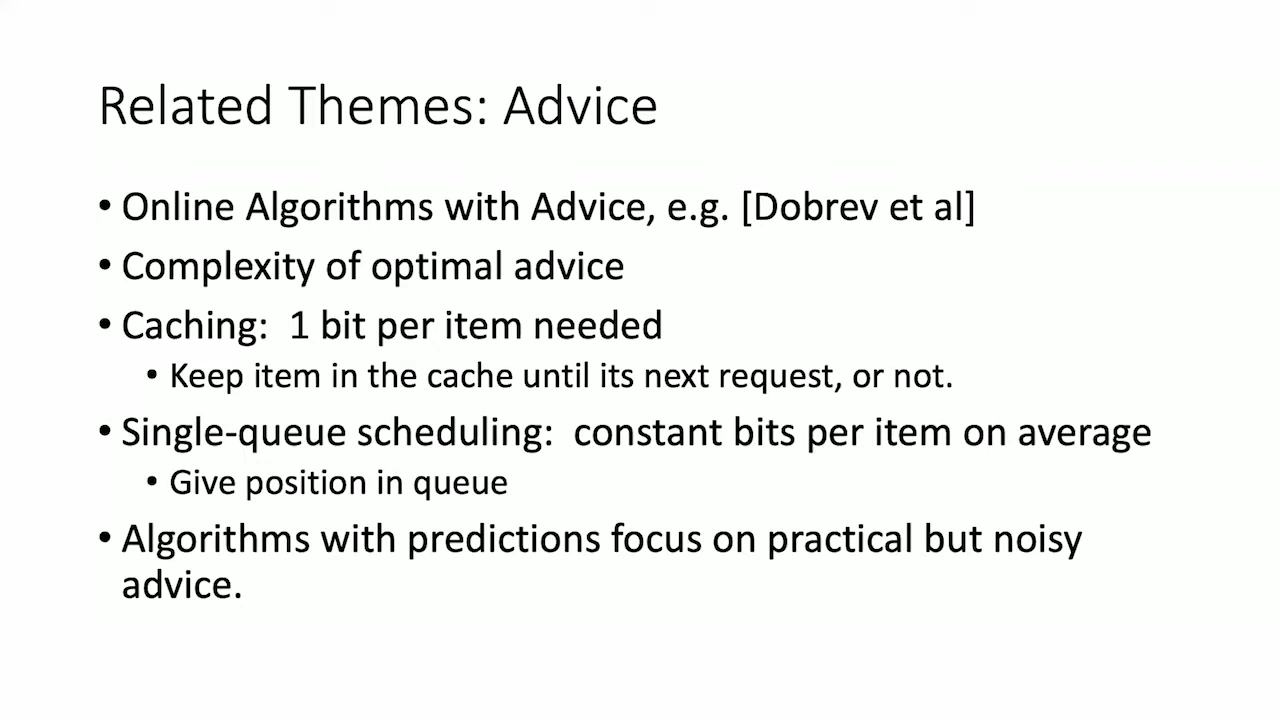 Related Themes: Advice
• Online Algorithms with Advice, e.g. [Dobrev et al]
• Complexity of optimal advice
• Caching:  1 bit per item needed
• Keep item in the cache until its next request, or not.
• Single-queue scheduling:  constant bits per item on average
• Give position in queue
• Algorithms with predictions focus on practical but noisy
advice.